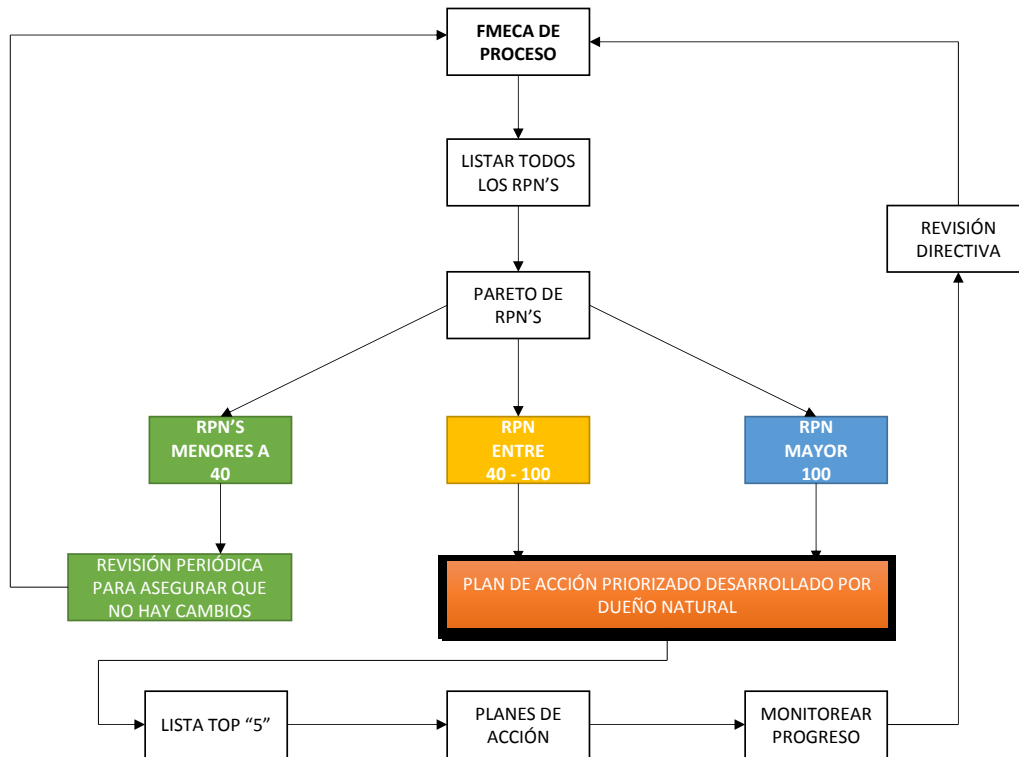 FMECA DE
PROCESO
LISTAR TODOS
LOS RPN'S
REVISIÓN
DIRECTIVA
PARETO DE
RPN'S
RPN'S
MENORES A
40
RPN
ENTRE
40 - 100
RPN
MAYOR
100
REVISIÓN PERIÓDICA
PARA ASEGURAR QUE
NO HAY CAMBIOS
PLAN DE ACCIÓN PRIORIZADO DESARROLLADO POR
DUEÑO NATURAL
LISTA TOP “5”
PLANES DE
ACCIÓN
MONITOREAR
PROGRESO